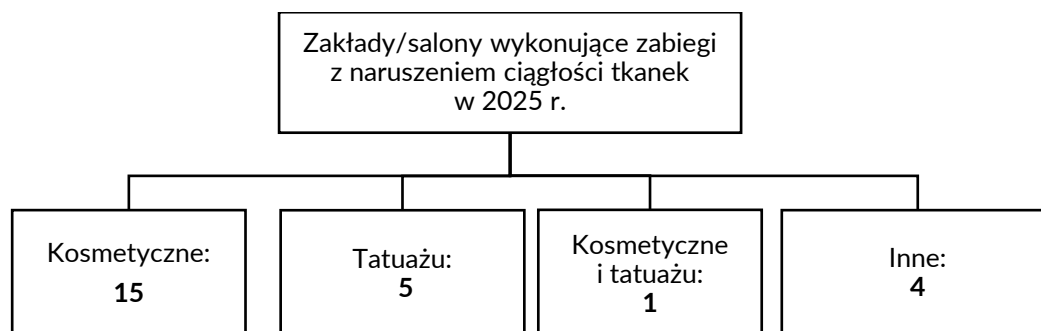 Zakłady/salony wykonujące zabiegi
z naruszeniem ciągłości tkanek
w 2025 r.
Kosmetyczne:
15
Tatuażu:
5
Kosmetyczne
i tatuażu:
1
Inne:
4